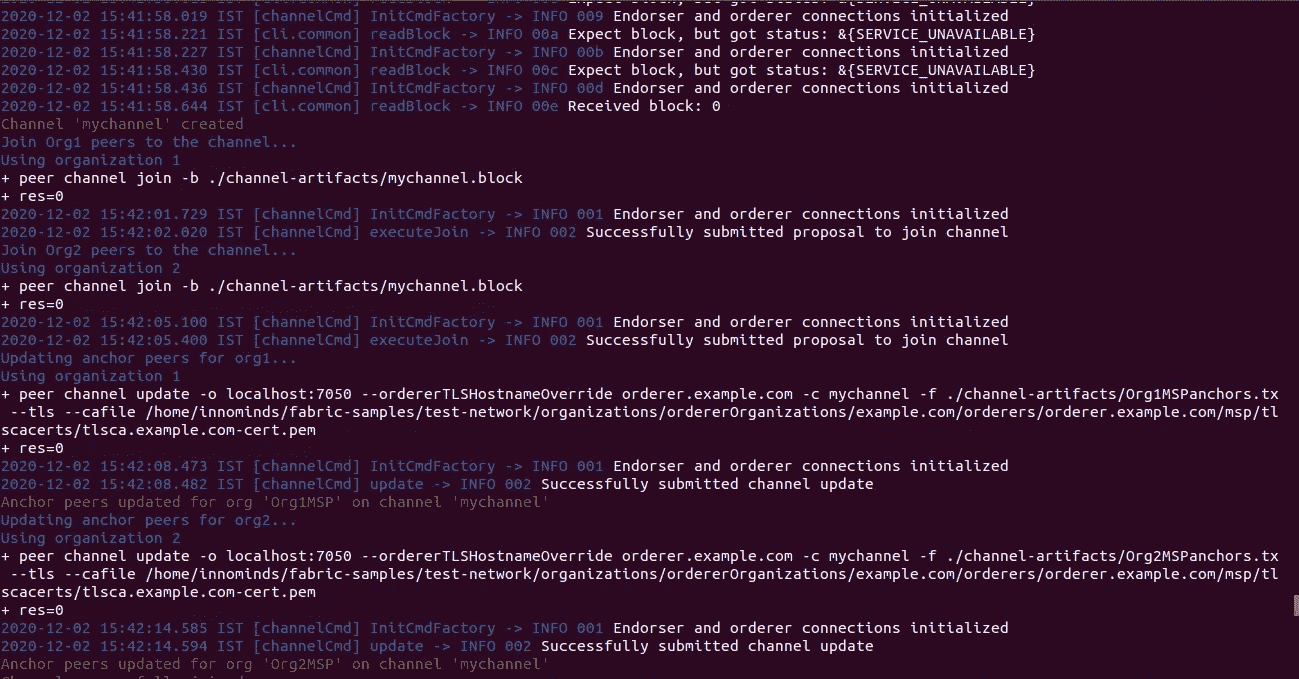 2020-12-02 15:41:58.019 IST [channelCmd] InitCmdFactory -> INFO 009 Endorser and orderer connections initialized
2020-12-02 15:41:58.221 IST [cli.common] readBlock -> INFO 00a Expect block, but got status: &{SERVICE_UNAVAILABLE}
2020-12-02 15:41:58.227 IST [channelCmd] InitCmdFactory -> INFO 00b Endorser and orderer connections initialized
2020-12-02 15:41:58.430 IST [cli.common] readBlock -> INFO 00c Expect block, but got status: &{SERVICE_UNAVAILABLE}
2020-12-02 15:41:58.436 IST [channelCmd] InitCmdFactory -> INFO 00d Endorser and orderer connections initialized
2020-12-02 15:41:58.644 IST [cli.common] readBlock -> INFO 00e Received block: 0
Channel 'mychannel' created
Join Org1 peers to the channel...
Using organization 1
+ peer channel join -b ./channel-artifacts/mychannel.block
+ res=0
2020-12-02 15:42:01.729 IST [channelCmd] InitCmdFactory -> INFO 001 Endorser and orderer connections initialized
2020-12-02 15:42:02.020 IST [channelCmd] executeJoin -> INFO 002 Successfully submitted proposal to join channel
Join Org2 peers to the channel...
Using organization 2
+ peer channel join -b ./channel-artifacts/mychannel.block
+ res=0
2020-12-02 15:42:05.100 IST [channelCmd] InitCmdFactory -> INFO 001 Endorser and orderer connections initialized
2020-12-02 15:42:05.400 IST [channelCmd] executeJoin -> INFO 002 Successfully submitted proposal to join channel
Updating anchor peers for org1...
Using organization 1
+ peer channel update -o localhost:7050 --ordererTLSHostnameOverride orderer.example.com -c mychannel -f ./channel-artifacts/Org1MSPanchors.tx
 --tls --cafile /home/innominds/fabric-samples/test-network/organizations/ordererOrganizations/example.com/orderers/orderer.example.com/msp/tl
scacerts/tlsca.example.com-cert.pem
+ res=0
2020-12-02 15:42:08.473 IST [channelCmd] InitCmdFactory -> INFO 001 Endorser and orderer connections initialized
2020-12-02 15:42:08.482 IST [channelCmd] update -> INFO 002 Successfully submitted channel update
Anchor peers updated for org 'Org1MSP' on channel 'mychannel'
Updating anchor peers for org2...
Using organization 2
+ peer channel update -o localhost:7050 --ordererTLSHostnameOverride orderer.example.com -c mychannel -f ./channel-artifacts/Org2MSPanchors.tx
 --tls --cafile /home/innominds/fabric-samples/test-network/organizations/ordererOrganizations/example.com/orderers/orderer.example.com/msp/tl
scacerts/tlsca.example.com-cert.pem
+ res=0
2020-12-02 15:42:14.585 IST [channelCmd] InitCmdFactory -> INFO 001 Endorser and orderer connections initialized
2020-12-02 15:42:14.594 IST [channelCmd] update -> INFO 002 Successfully submitted channel update
Anchor peers updated for org 'Org2MSP' on channel 'mychannel'